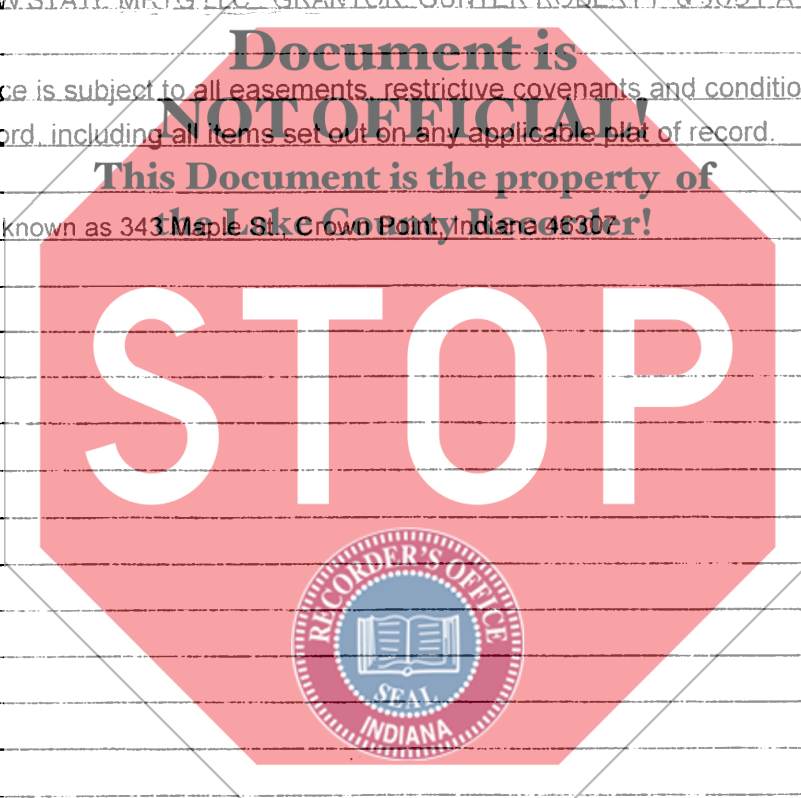 Document is
ce is subject to all easements, restrictive covenants and conditio
NOT OFFICIAL!
ord, including all items set out on any applicable plat of record.
This Document is the property of
known as 343 Maple St., Crown Point, Indiana 46307
the Lake County Recorder!
STOP
RECORDER'S OFFICE
SEAL
INDIANA